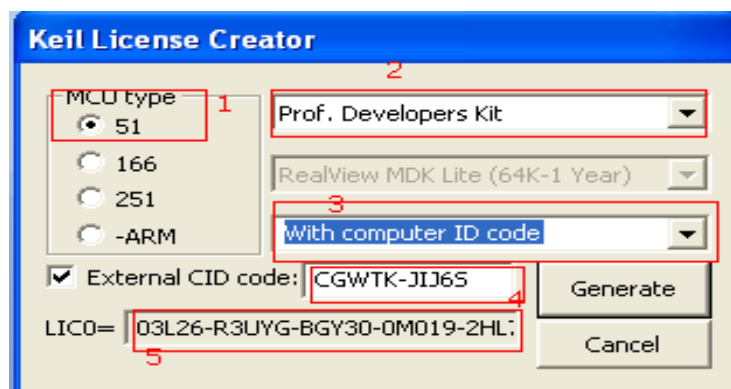 Keil License Creator
2
MCU type
1
51
Prof. Developers Kit
166
RealView MDK Lite (64K-1 Year)
251
3
-ARM
With computer ID code
External CID code:
CGWTK-JIJ6S
4
Generate
LIC0=
03L26-R3UYG-BGY30-0M019-2HL
5
Cancel